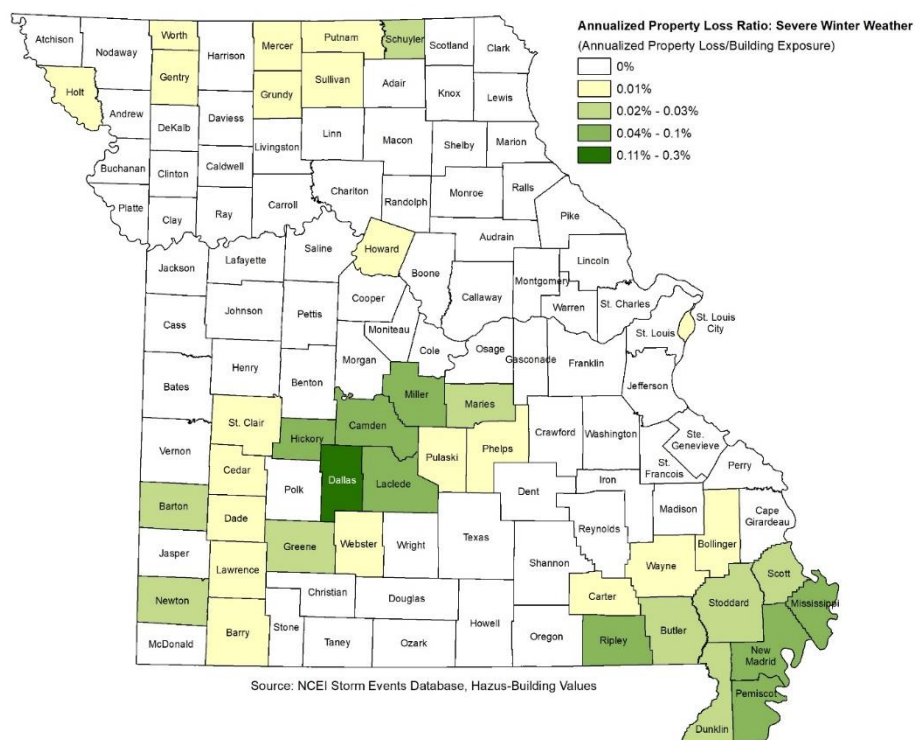 Annualized Property Loss Ratio: Severe Winter Weather
(Annualized Property Loss/Building Exposure)
0%
0.01%
0.02% - 0.03%
0.04% - 0.1%
0.11% - 0.3%
Atchison
Nodaway
Worth
Harrison
Mercer
Putnam
Schuyler
Scotland
Clark
Holt
Gentry
Grundy
Sullivan
Adair
Knox
Lewis
Andrew
DeKalb
Daviess
Livingston
Linn
Macon
Shelby
Marion
Buchanan
Clinton
Caldwell
Platte
Clay
Ray
Carroll
Chariton
Randolph
Monroe
Ralls
Pike
Jackson
Lafayette
Saline
Howard
Boone
Audrain
Callaway
Montgomery
Lincoln
Warren
St. Charles
St. Louis
St. Louis
City
Cass
Johnson
Pettis
Cooper
Moniteau
Cole
Osage
Gasconade
Franklin
Jefferson
Bates
Henry
Benton
Morgan
Miller
Maries
Vernon
St. Clair
Hickory
Camden
Pulaski
Phelps
Crawford
Washington
Ste.
Genevieve
St.
Francois
Perry
Cedar
Polk
Dallas
Laclede
Dent
Iron
Madison
Cape
Girardeau
Barton
Dade
Greene
Webster
Wright
Texas
Reynolds
Bollinger
Jasper
Lawrence
Shannon
Wayne
Scott
Newton
Christian
Douglas
Carter
Stoddard
Mississippi
McDonald
Barry
Stone
Taney
Ozark
Howell
Oregon
Ripley
Butler
New
Madrid
Pemiscot
Dunklin
Source: NCEI Storm Events Database, Hazus-Building Values